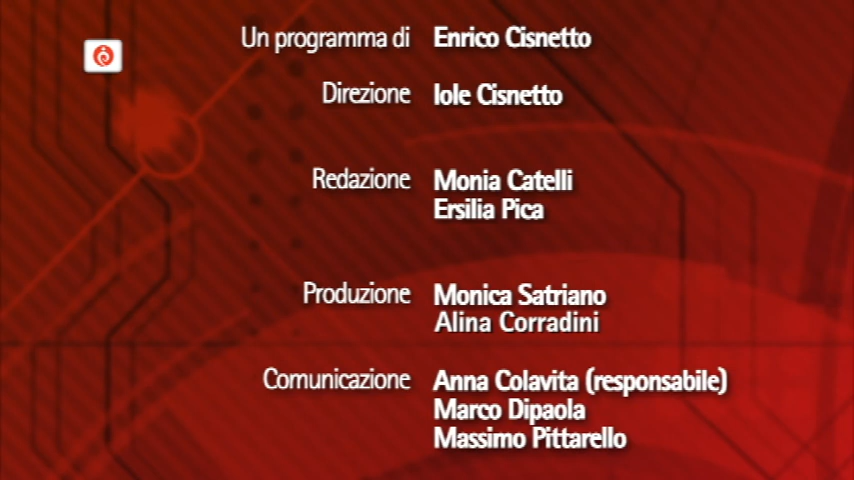 Un programma di Enrico Cisnetto
Direzione Iole Cisnetto
Redazione Monia Catelli
Ersilia Pica
Produzione Monica Satriano
Alina Corradini
Comunicazione Anna Colavita (responsabile)
Marco Dipaola
Massimo Pittarello